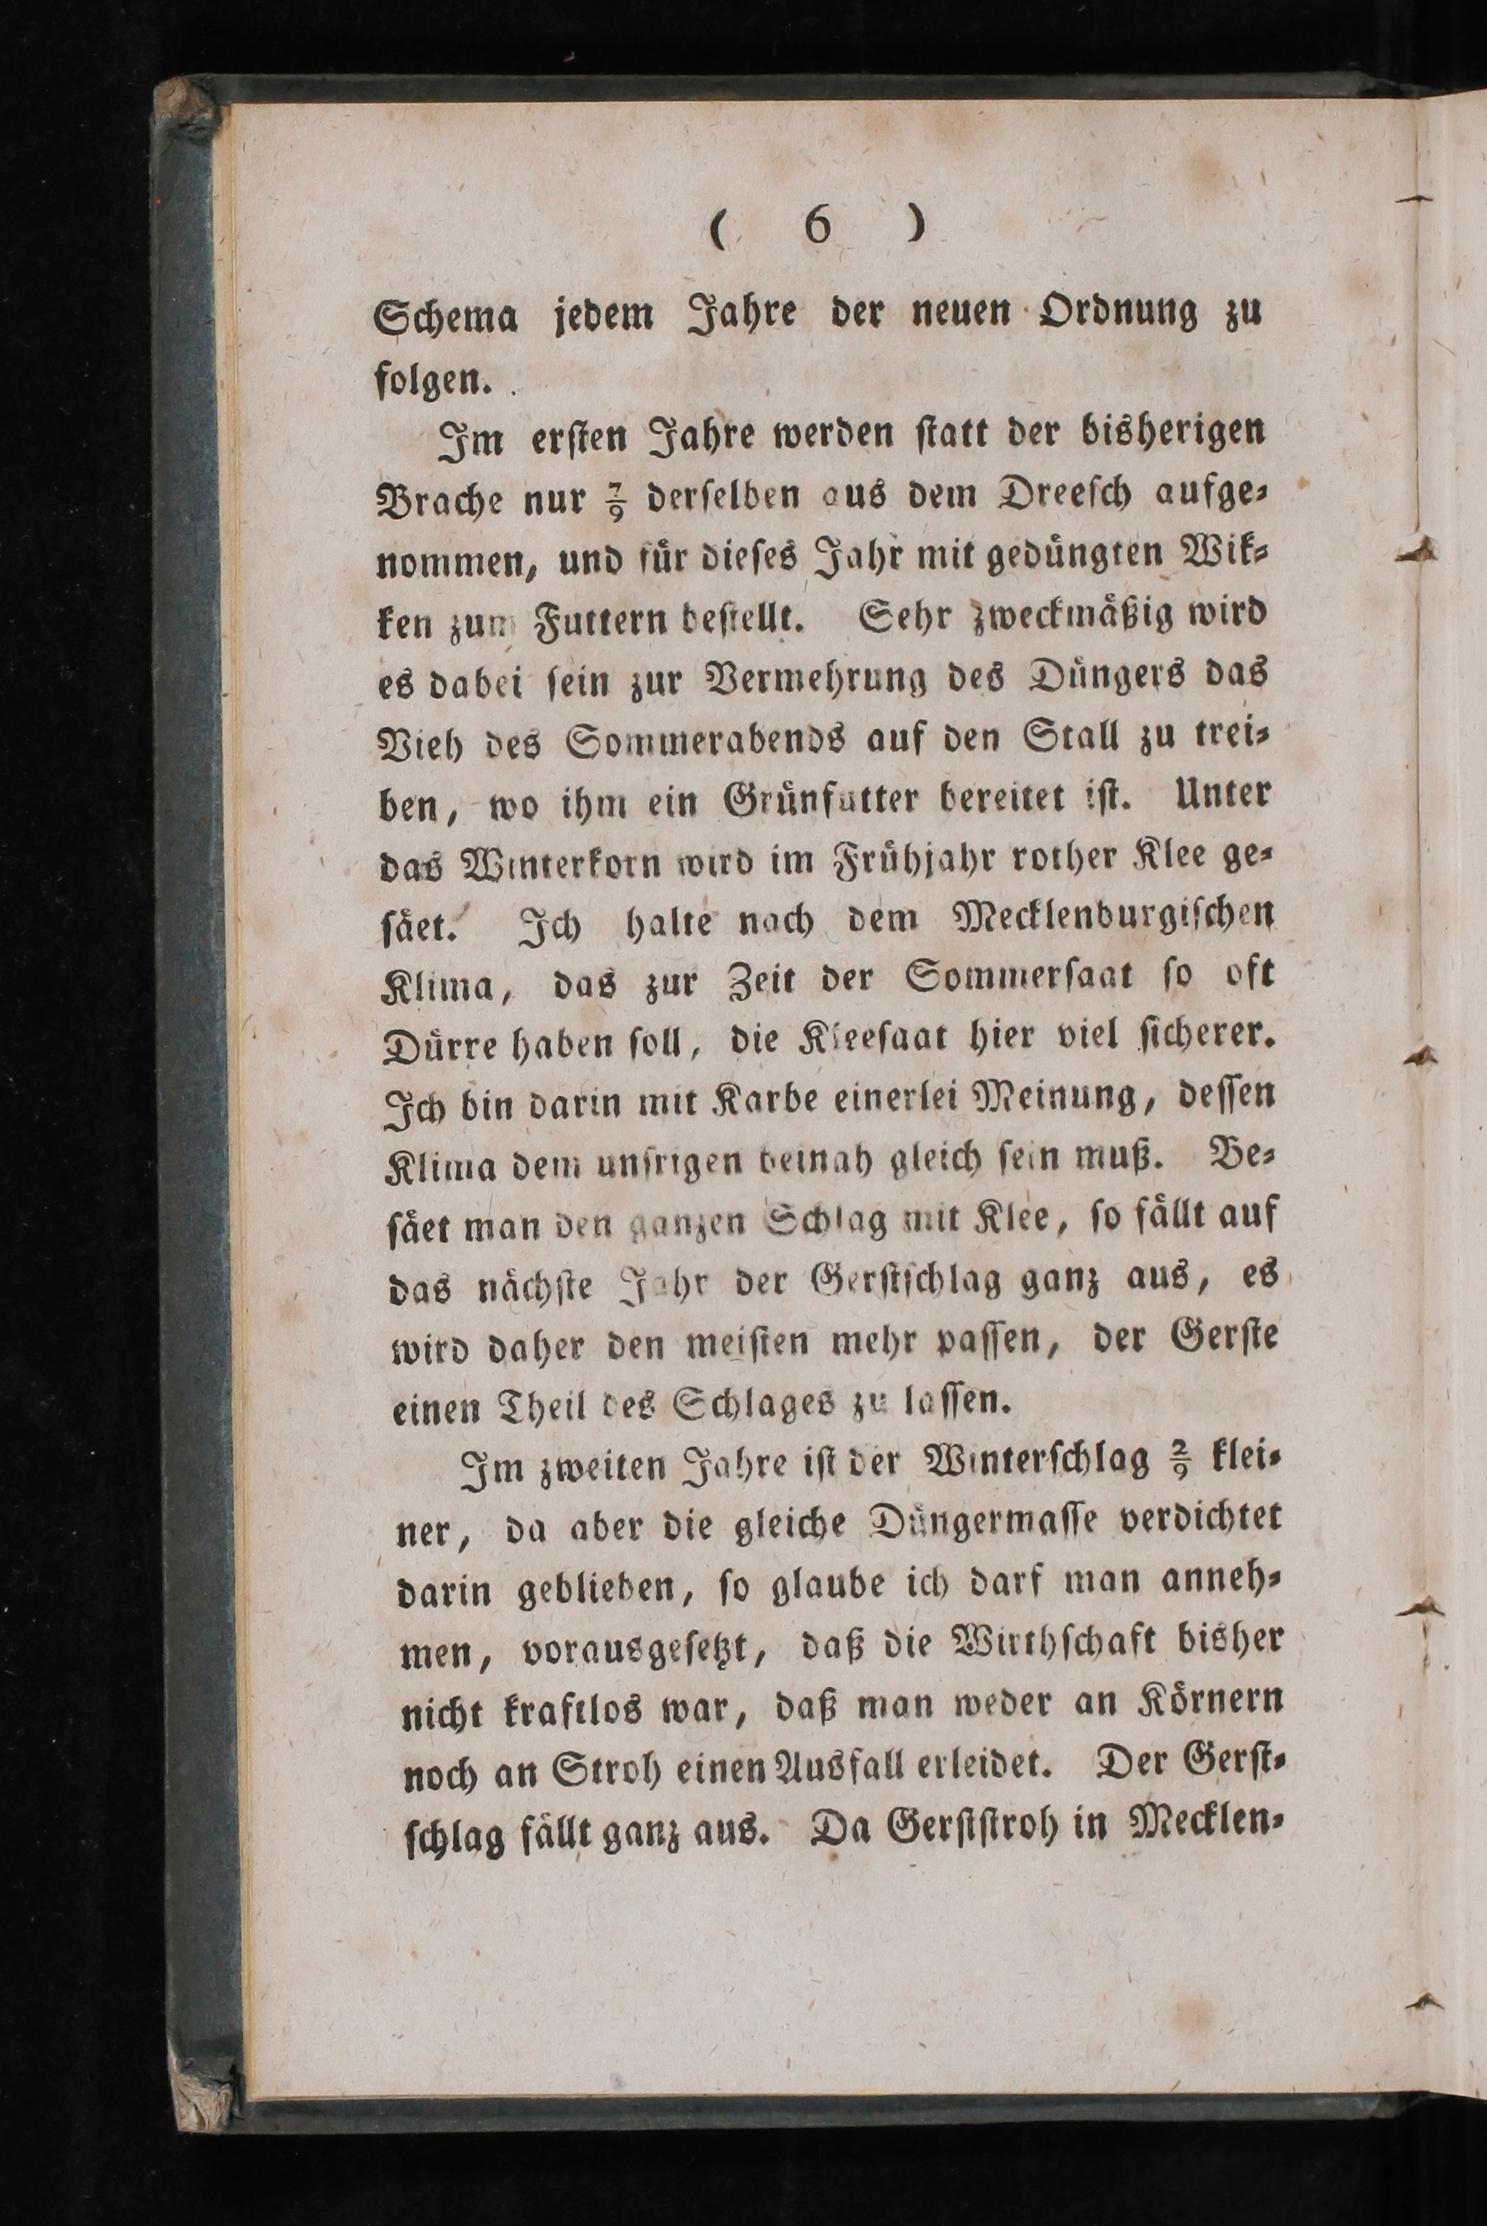 ( 6 )
Schema jedem Jahre der neuen Ordnung zu
folgen.
Im erſten Jahre werden ſtatt der bisherigen
Brache nur 7/9 derſelben aus dem Dreeſch aufge⸗
nommen, und für dieſes Jahr mit gedüngten Wik⸗
ken zum Futtern beſtellt. Sehr zweckmäßig wird
es dabei ſein zur Vermehrung des Düngers das
Vieh des Sommerabends auf den Stall zu trei⸗
ben, wo ihm ein Grünfutter bereitet iſt. Unter
das Winterkorn wird im Frühjahr rother Klee ge⸗
ſäet. Ich halte nach dem Mecklenburgiſchen
Klima, das zur Zeit der Sommerſaat ſo oft
Dürre haben ſoll, die Kleeſaat hier viel ſicherer.
Ich bin darin mit Karbe einerlei Meinung, deſſen
Klima dem unſrigen beinah gleich ſein muß. Be⸗
ſäet man den ganzen Schlag mit Klee, ſo fällt auf
das nächſte Jahr der Gerſtſchlag ganz aus, es
wird daher den meiſten mehr paſſen, der Gerſte
einen Theil des Schlages zu laſſen.
Im zweiten Jahre iſt der Winterſchlag 2/9 klei⸗
ner, da aber die gleiche Düngermaſſe verdichtet
darin geblieben, ſo glaube ich darf man anneh⸗
men, vorausgeſetzt, daß die Wirthſchaft bisher
nicht kraftlos war, daß man weder an Körnern
noch an Stroh einen Ausfall erleidet. Der Gerſt⸗
ſchlag fällt ganz aus. Da Gerſtſtroh in Mecklen⸗